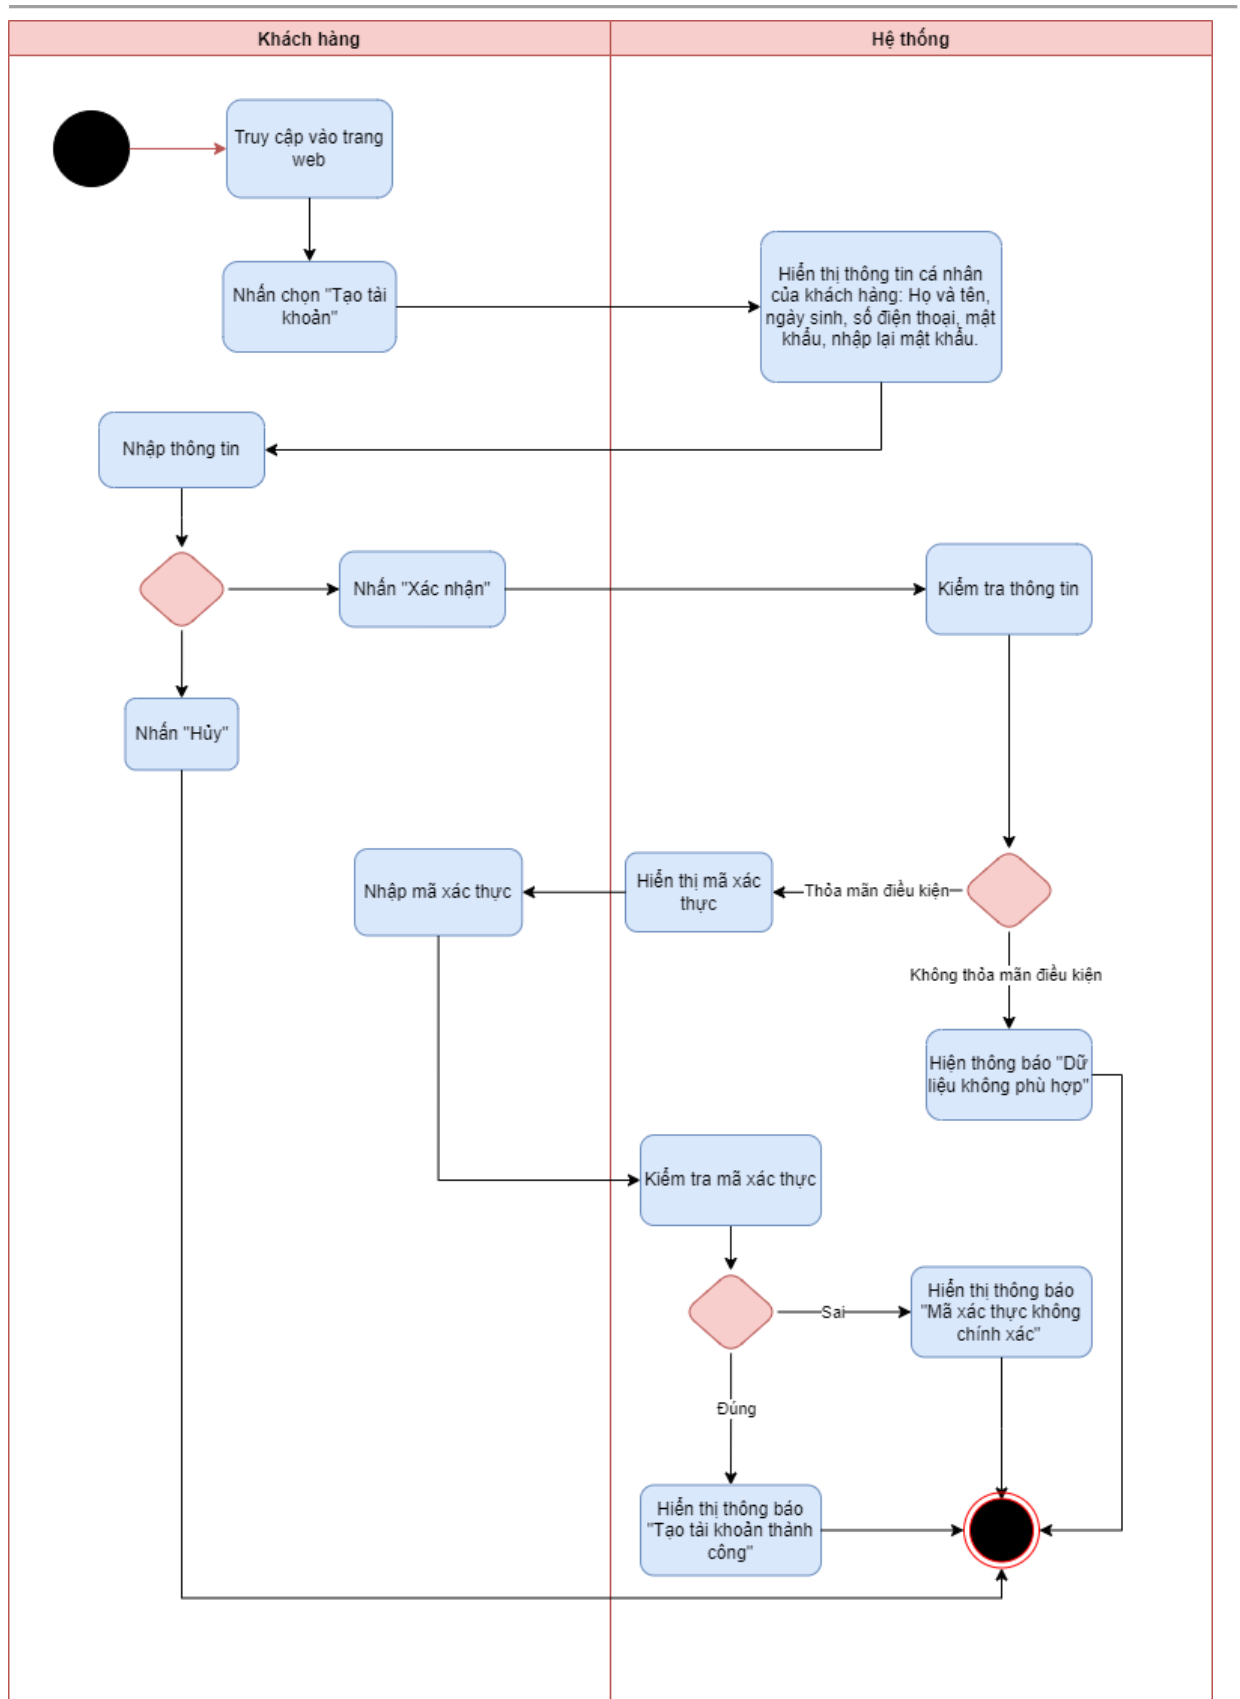 Khách hàng
Hệ thống
Truy cập vào trang
web
Nhấn chọn "Tạo tài
khoản"
Hiển thị thông tin cá nhân
của khách hàng: Họ và tên,
ngày sinh, số điện thoại, mật
khẩu, nhập lại mật khẩu.
Nhập thông tin
Nhấn "Xác nhận"
Kiểm tra thông tin
Nhấn "Hủy"
Thỏa mãn điều kiện
Hiển thị mã xác
thực
Nhập mã xác thực
Không thỏa mãn điều kiện
Hiện thông báo "Dữ
liệu không phù hợp"
Kiểm tra mã xác thực
Sai
Hiển thị thông báo
"Mã xác thực không
chính xác"
Đúng
Hiển thị thông báo
"Tạo tài khoản thành
công"